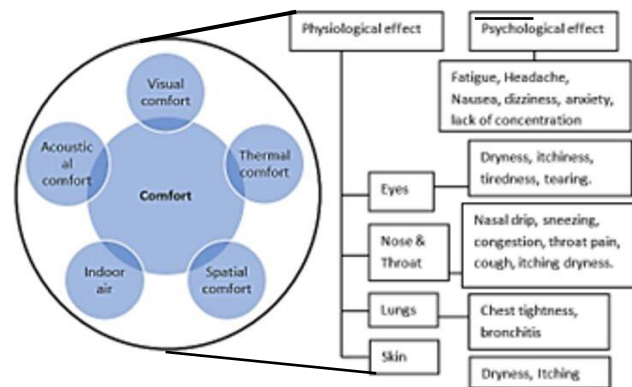 Visual
comfort
Acoustic
al
comfort
Thermal
comfort
Comfort
Indoor
air
Spatial
comfort
Physiological effect
Psychological effect
Fatigue, Headache,
Nausea, dizziness, anxiety,
lack of concentration
Eyes
Dryness, itchiness,
tiredness, tearing.
Nose &
Throat
Nasal drip, sneezing,
congestion, throat pain,
cough, itching dryness.
Lungs
Chest tightness,
bronchitis
Skin
Dryness, Itching